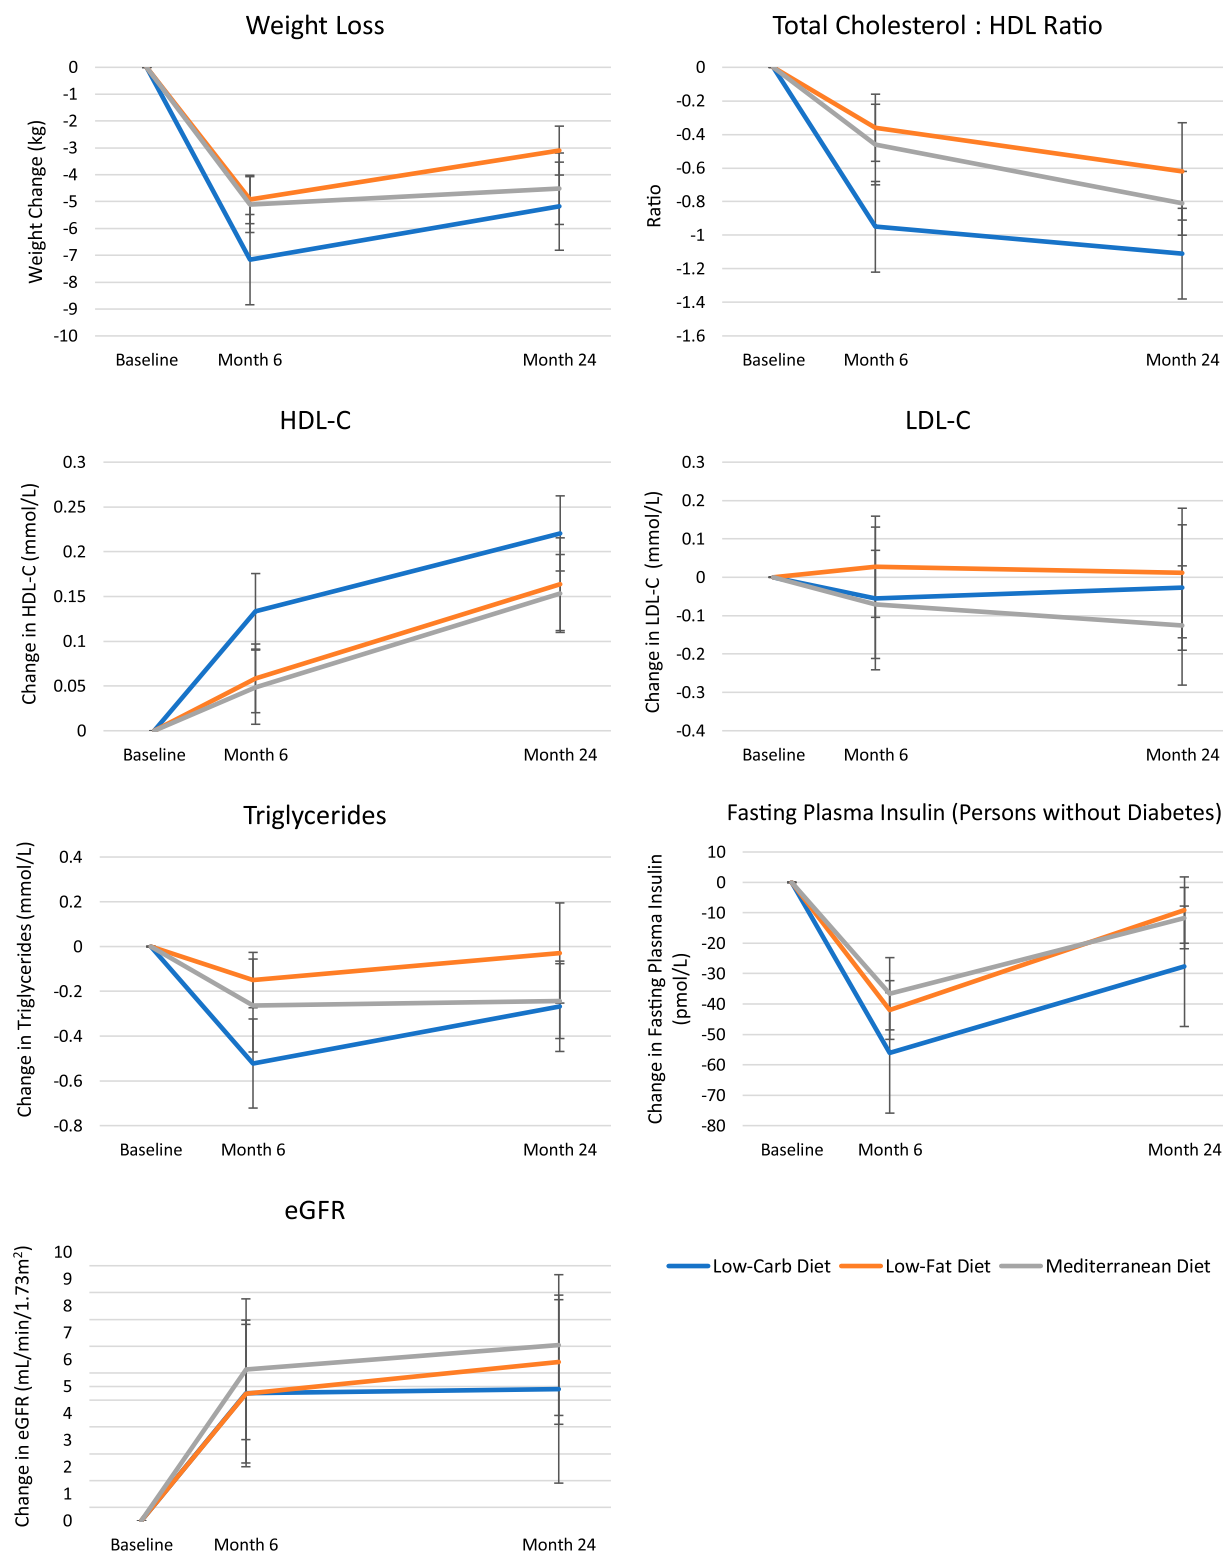 Weight Loss
Weight Change (kg)
0
-1
-2
-3
-4
-5
-6
-7
-8
-9
-10
Baseline Month 6 Month 24
Total Cholesterol : HDL Ratio
Ratio
0
-0.2
-0.4
-0.6
-0.8
-1
-1.2
-1.4
-1.6
Baseline Month 6 Month 24
HDL-C
Change in HDL-C (mmol/L)
0.3
0.25
0.2
0.15
0.1
0.05
0
Baseline Month 6 Month 24
LDL-C
Change in LDL-C (mmol/L)
0.3
0.2
0.1
0
-0.1
-0.2
-0.3
-0.4
Baseline Month 6 Month 24
Triglycerides
Change in Triglycerides (mmol/L)
0.4
0.2
0
-0.2
-0.4
-0.6
-0.8
Baseline Month 6 Month 24
Fasting Plasma Insulin (Persons without Diabetes)
Change in Fasting Plasma Insulin
(pmol/L)
10
0
-10
-20
-30
-40
-50
-60
-70
-80
Baseline Month 6 Month 24
eGFR
Change in eGFR (mL/min/1.73m²)
10
9
8
7
6
5
4
3
2
1
0
Baseline Month 6 Month 24
Low-Carb Diet Low-Fat Diet Mediterranean Diet